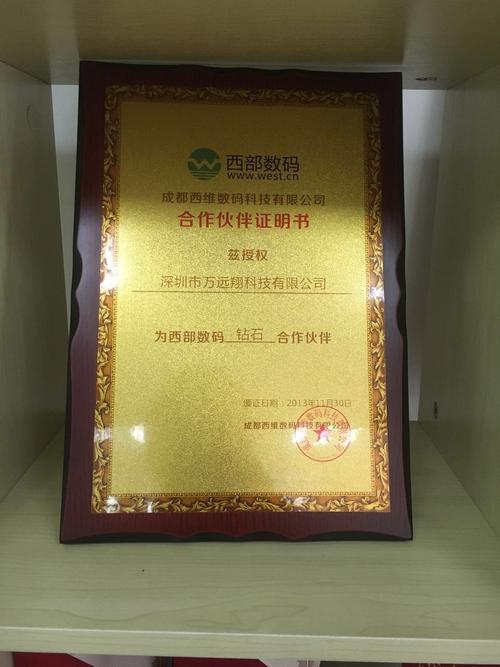 西部数码
www.west.cn
成都西维数码科技有限公司
合作伙伴证明书
兹授权
深圳市万远翔科技有限公司
为西部数码 钻石 合作伙伴
颁证日期：2013年11月30日
成都西维数码科技有限公司